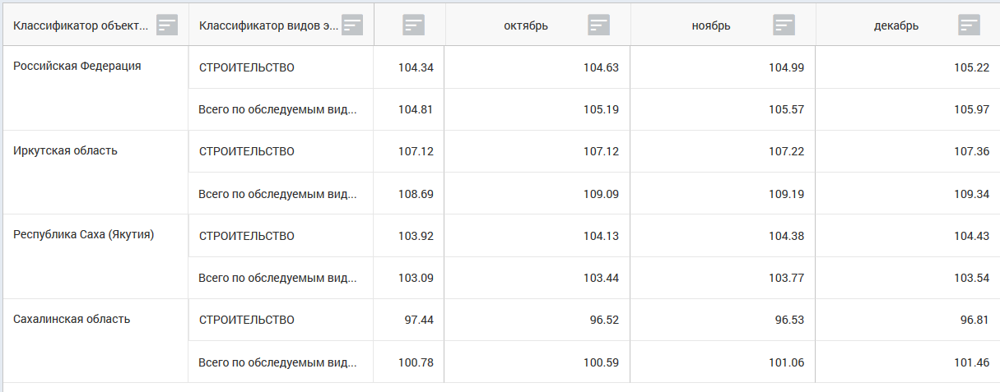 Классификатор объект... Классификатор видов э... октябрь ноябрь декабрь
Российская Федерация СТРОИТЕЛЬСТВО 104.34 104.63 104.99 105.22
Всего по обследуемым вид... 104.81 105.19 105.57 105.97
Иркутская область СТРОИТЕЛЬСТВО 107.12 107.12 107.22 107.36
Всего по обследуемым вид... 108.69 109.09 109.19 109.34
Республика Саха (Якутия) СТРОИТЕЛЬСТВО 103.92 104.13 104.38 104.43
Всего по обследуемым вид... 103.09 103.44 103.77 103.54
Сахалинская область СТРОИТЕЛЬСТВО 97.44 96.52 96.53 96.81
Всего по обследуемым вид... 100.78 100.59 101.06 101.46